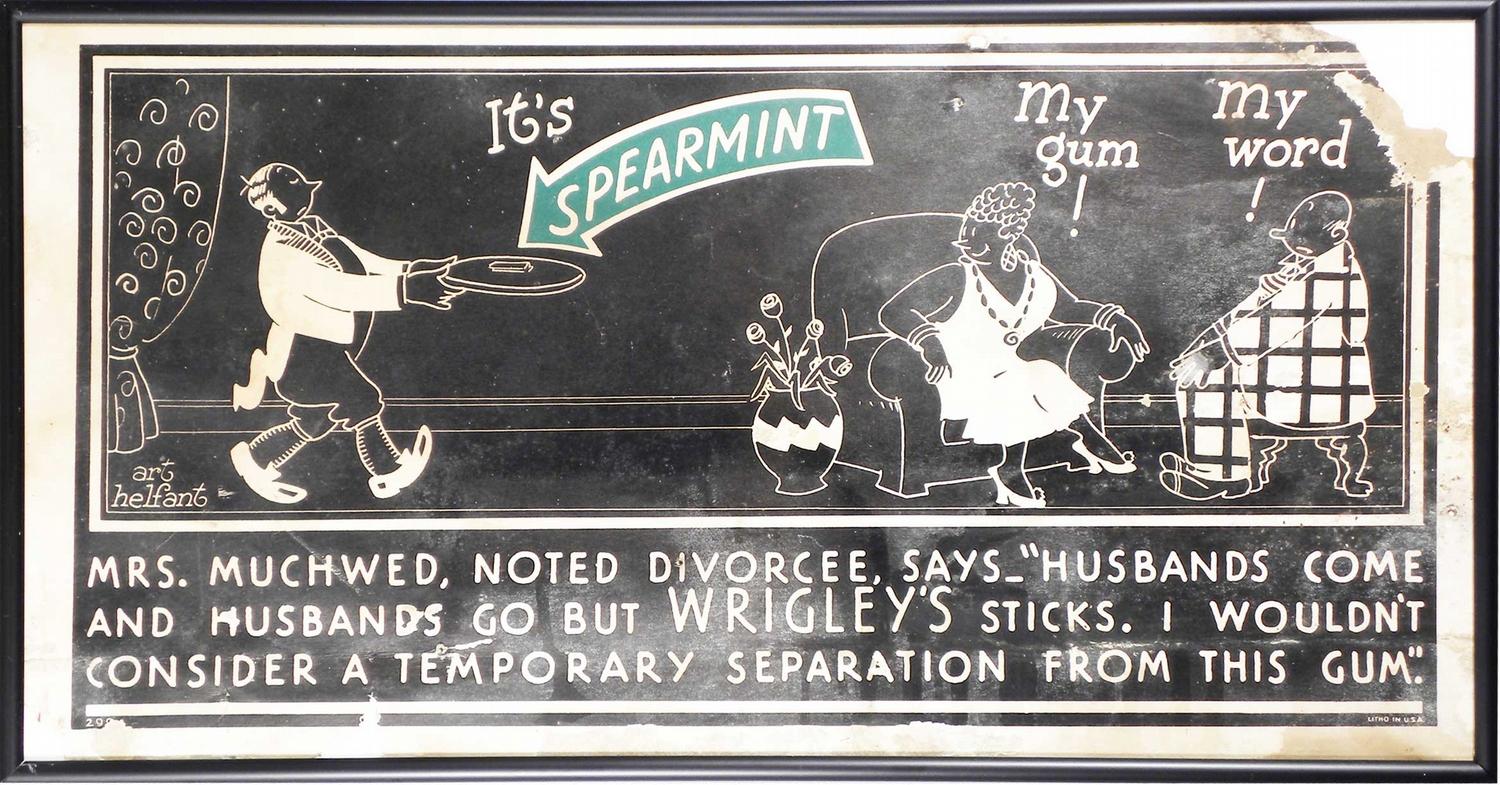 It's
SPEARMINT
My
gum
!
My
word
!
art
helfant
MRS. MUCHWED, NOTED DIVORCEE, SAYS_"HUSBANDS COME
AND HUSBANDS GO BUT WRIGLEY'S STICKS. I WOULDN'T
CONSIDER A TEMPORARY SEPARATION FROM THIS GUM".
LITHO IN U.S.A.